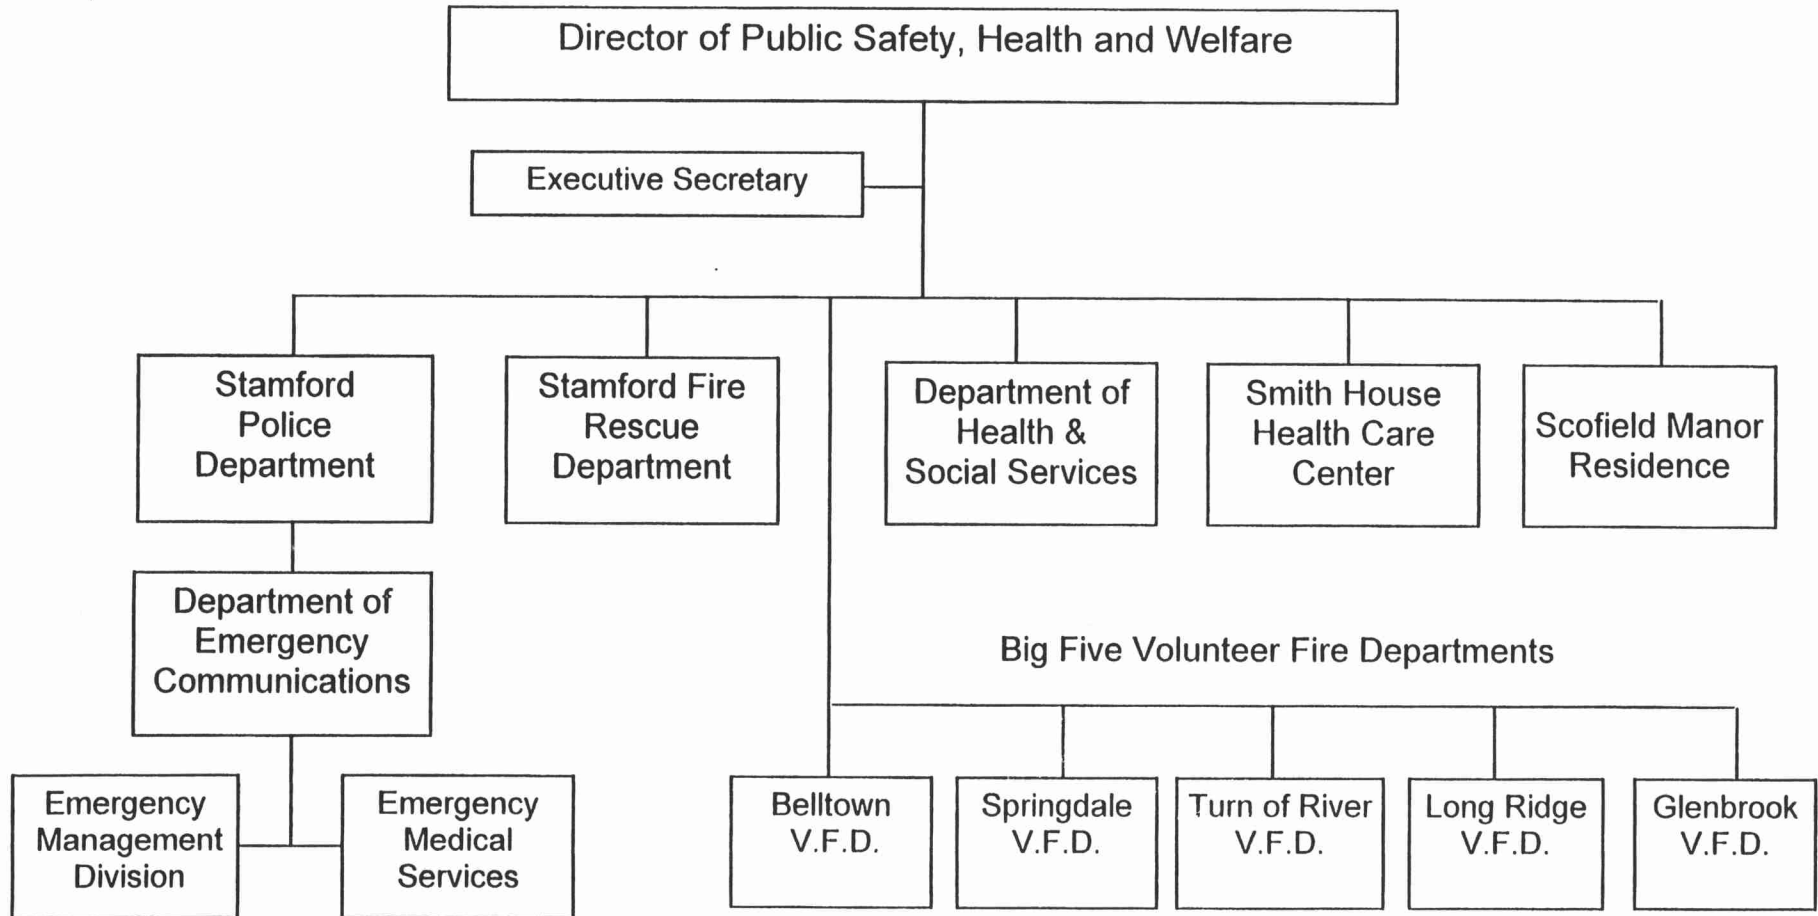 Director of Public Safety, Health and Welfare
Executive Secretary
Stamford
Police
Department
Stamford Fire
Rescue
Department
Department of
Health &
Social Services
Smith House
Health Care
Center
Scofield Manor
Residence
Department of
Emergency
Communications
Big Five Volunteer Fire Departments
Emergency
Management
Division
Emergency
Medical
Services
Belltown
V.F.D.
Springdale
V.F.D.
Turn of River
V.F.D.
Long Ridge
V.F.D.
Glenbrook
V.F.D.